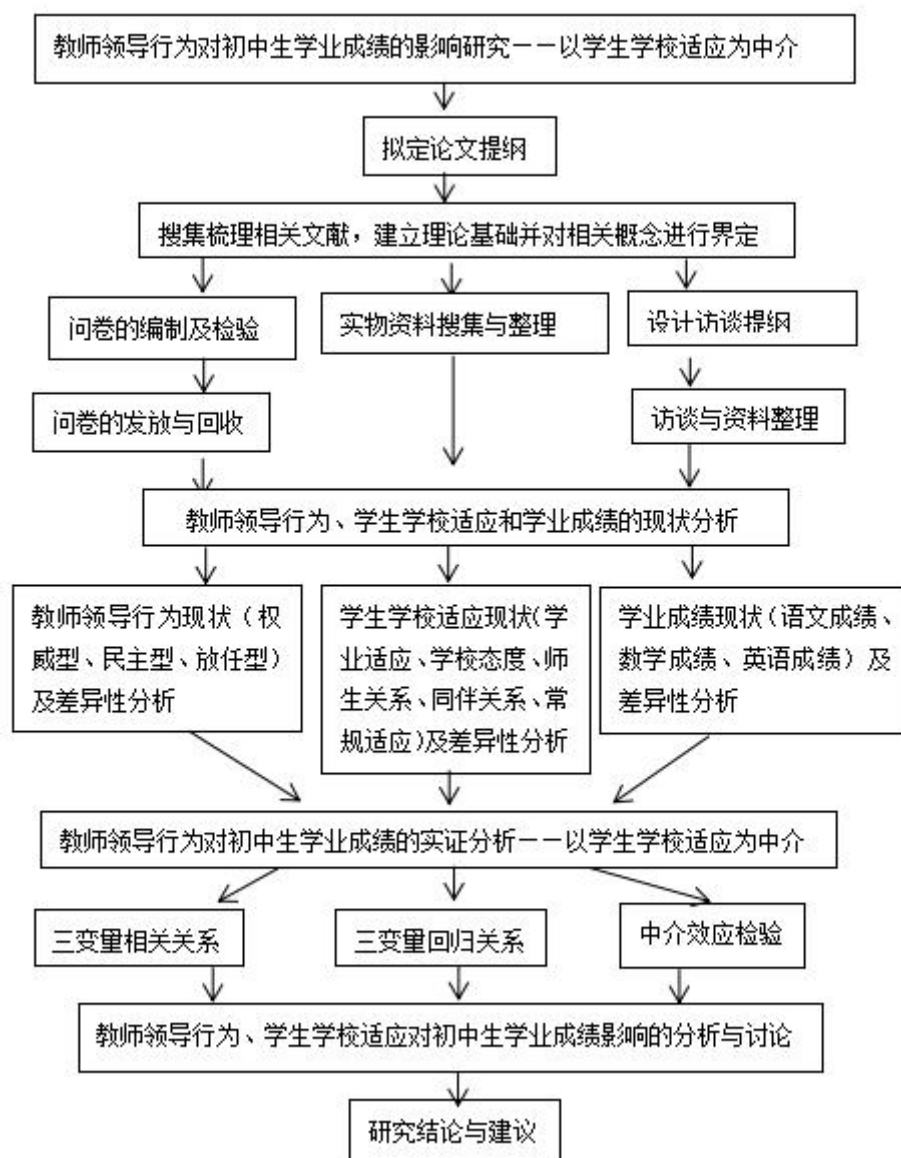 教师领导行为对初中生学业成绩的影响研究——以学生学校适应为中介
拟定论文提纲
搜集梳理相关文献，建立理论基础并对相关概念进行界定
问卷的编制及检验
实物资料搜集与整理
设计访谈提纲
问卷的发放与回收
访谈与资料整理
教师领导行为、学生学校适应和学业成绩的现状分析
教师领导行为现状（权
威型、民主型、放任型）
及差异性分析
学生学校适应现状(学
业适应、学校态度、师
生关系、同伴关系、常
规适应)及差异性分析
学业成绩现状(语文成绩、
数学成绩、英语成绩）及
差异性分析
教师领导行为对初中生学业成绩的实证分析——以学生学校适应为中介
三变量相关关系
三变量回归关系
中介效应检验
教师领导行为、学生学校适应对初中生学业成绩影响的分析与讨论
研究结论与建议